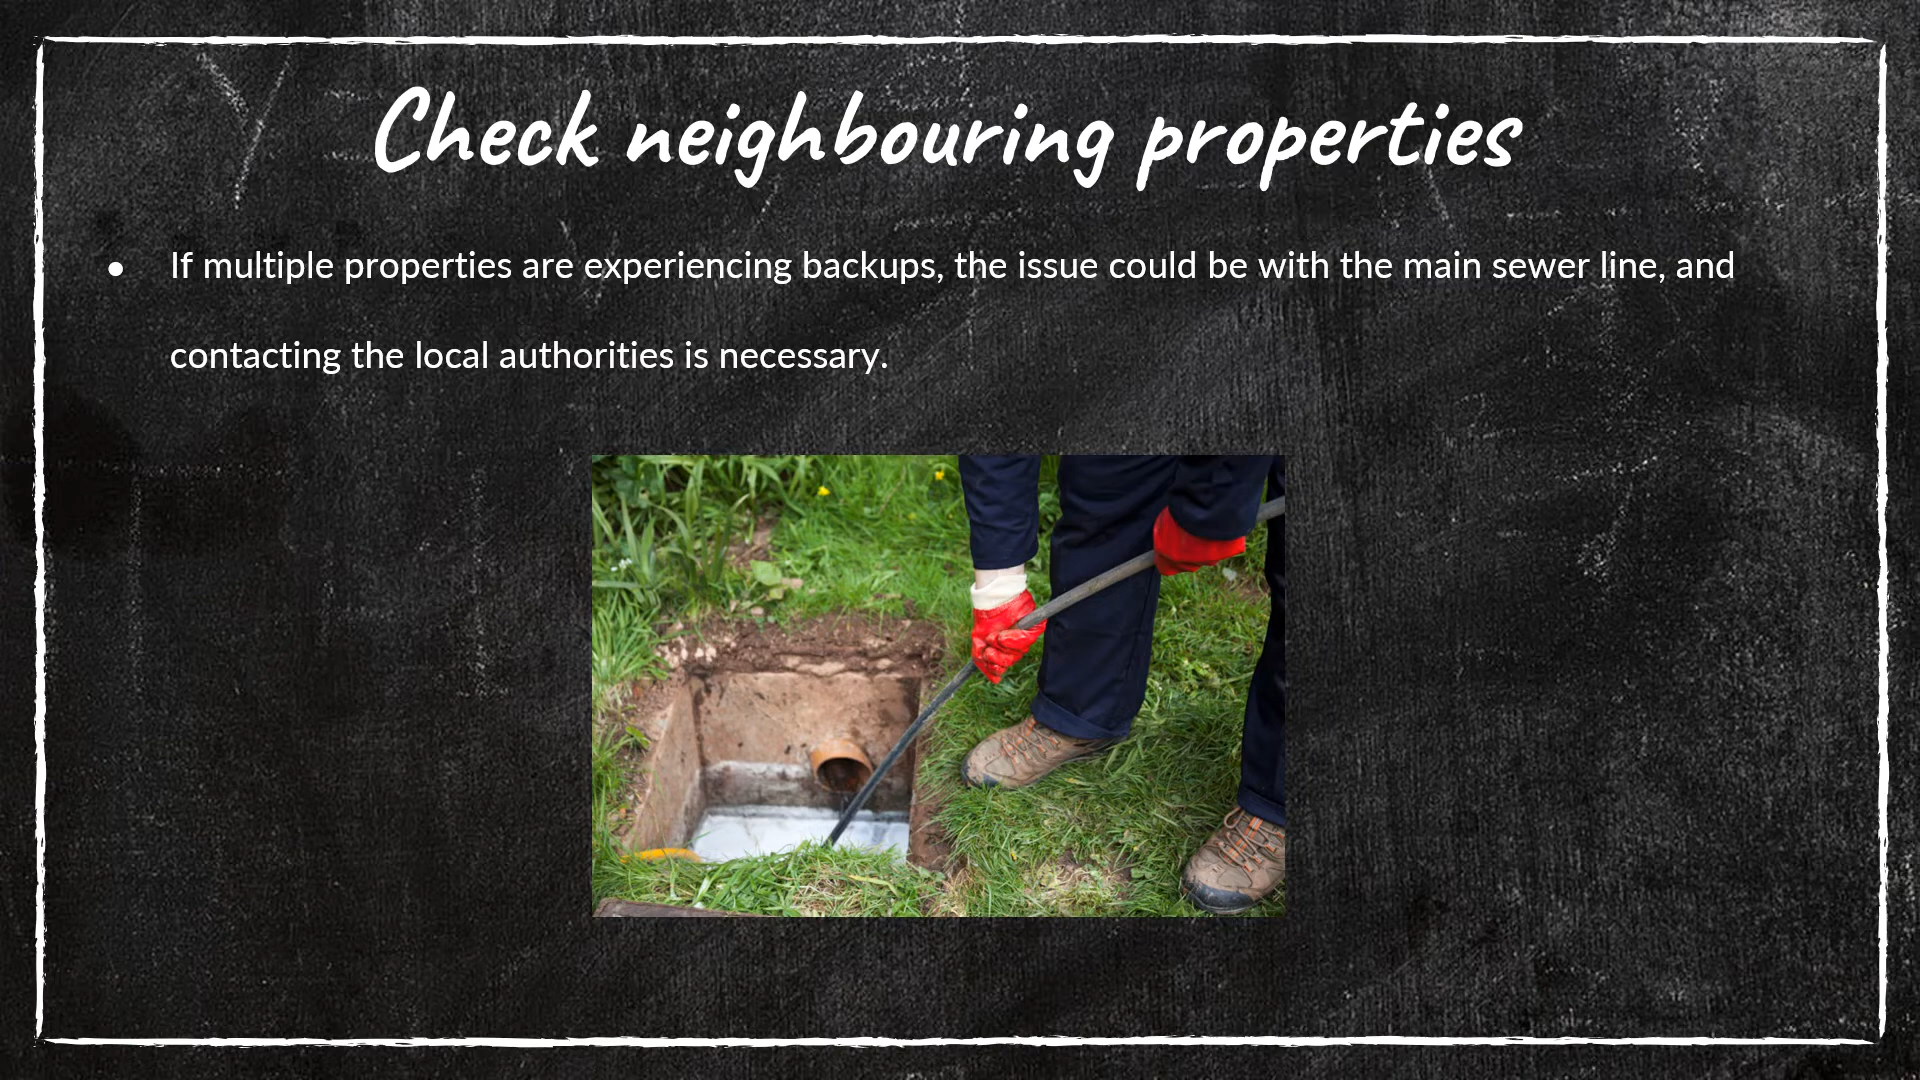 Check neighbouring properties
● If multiple properties are experiencing backups, the issue could be with the main sewer line, and
contacting the local authorities is necessary.